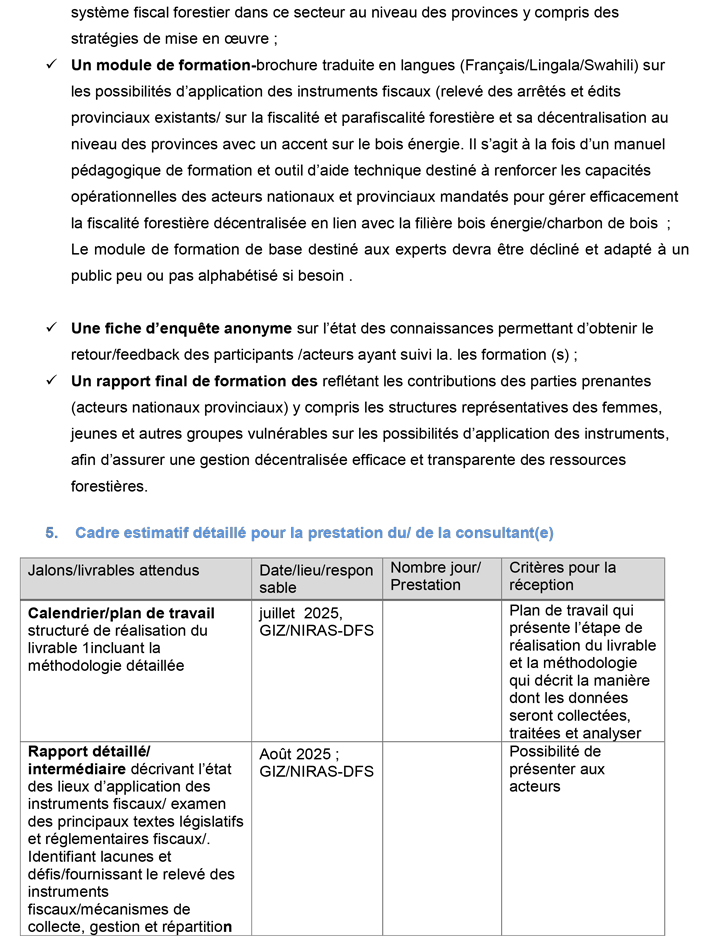 système fiscal forestier dans ce secteur au niveau des provinces y compris des
stratégies de mise en œuvre ;
✓ Un module de formation-brochure traduite en langues (Français/Lingala/Swahili) sur
les possibilités d'application des instruments fiscaux (relevé des arrêtés et édits
provinciaux existants/ sur la fiscalité et parafiscalité forestière et sa décentralisation au
niveau des provinces avec un accent sur le bois énergie. Il s'agit à la fois d'un manuel
pédagogique de formation et outil d'aide technique destiné à renforcer les capacités
opérationnelles des acteurs nationaux et provinciaux mandatés pour gérer efficacement
la fiscalité forestière décentralisée en lien avec la filière bois énergie/charbon de bois ;
Le module de formation de base destiné aux experts devra être décliné et adapté à un
public peu ou pas alphabétisé si besoin .
✓ Une fiche d'enquête anonyme sur l'état des connaissances permettant d'obtenir le
retour/feedback des participants /acteurs ayant suivi la. les formation (s) ;
✓ Un rapport final de formation des reflétant les contributions des parties prenantes
(acteurs nationaux provinciaux) y compris les structures représentatives des femmes,
jeunes et autres groupes vulnérables sur les possibilités d'application des instruments,
afin d'assurer une gestion décentralisée efficace et transparente des ressources
forestières.
5. Cadre estimatif détaillé pour la prestation du/ de la consultant(e)
Jalons/livrables attendus
Date/lieu/respon
sable
Nombre jour/
Prestation
Critères pour la
réception
Calendrier/plan de travail
structuré de réalisation du
livrable 1incluant la
méthodologie détaillée
juillet 2025,
GIZ/NIRAS-DFS
Plan de travail qui
présente l'étape de
réalisation du livrable
et la méthodologie
qui décrit la manière
dont les données
seront collectées,
traitées et analyser
Rapport détaillé/
intermédiaire décrivant l'état
des lieux d'application des
instruments fiscaux/ examen
des principaux textes législatifs
et réglementaires fiscaux/.
Identifiant lacunes et
défis/fournissant le relevé des
instruments
fiscaux/mécanismes de
collecte, gestion et répartition
Août 2025 ;
GIZ/NIRAS-DFS
Possibilité de
présenter aux
acteurs